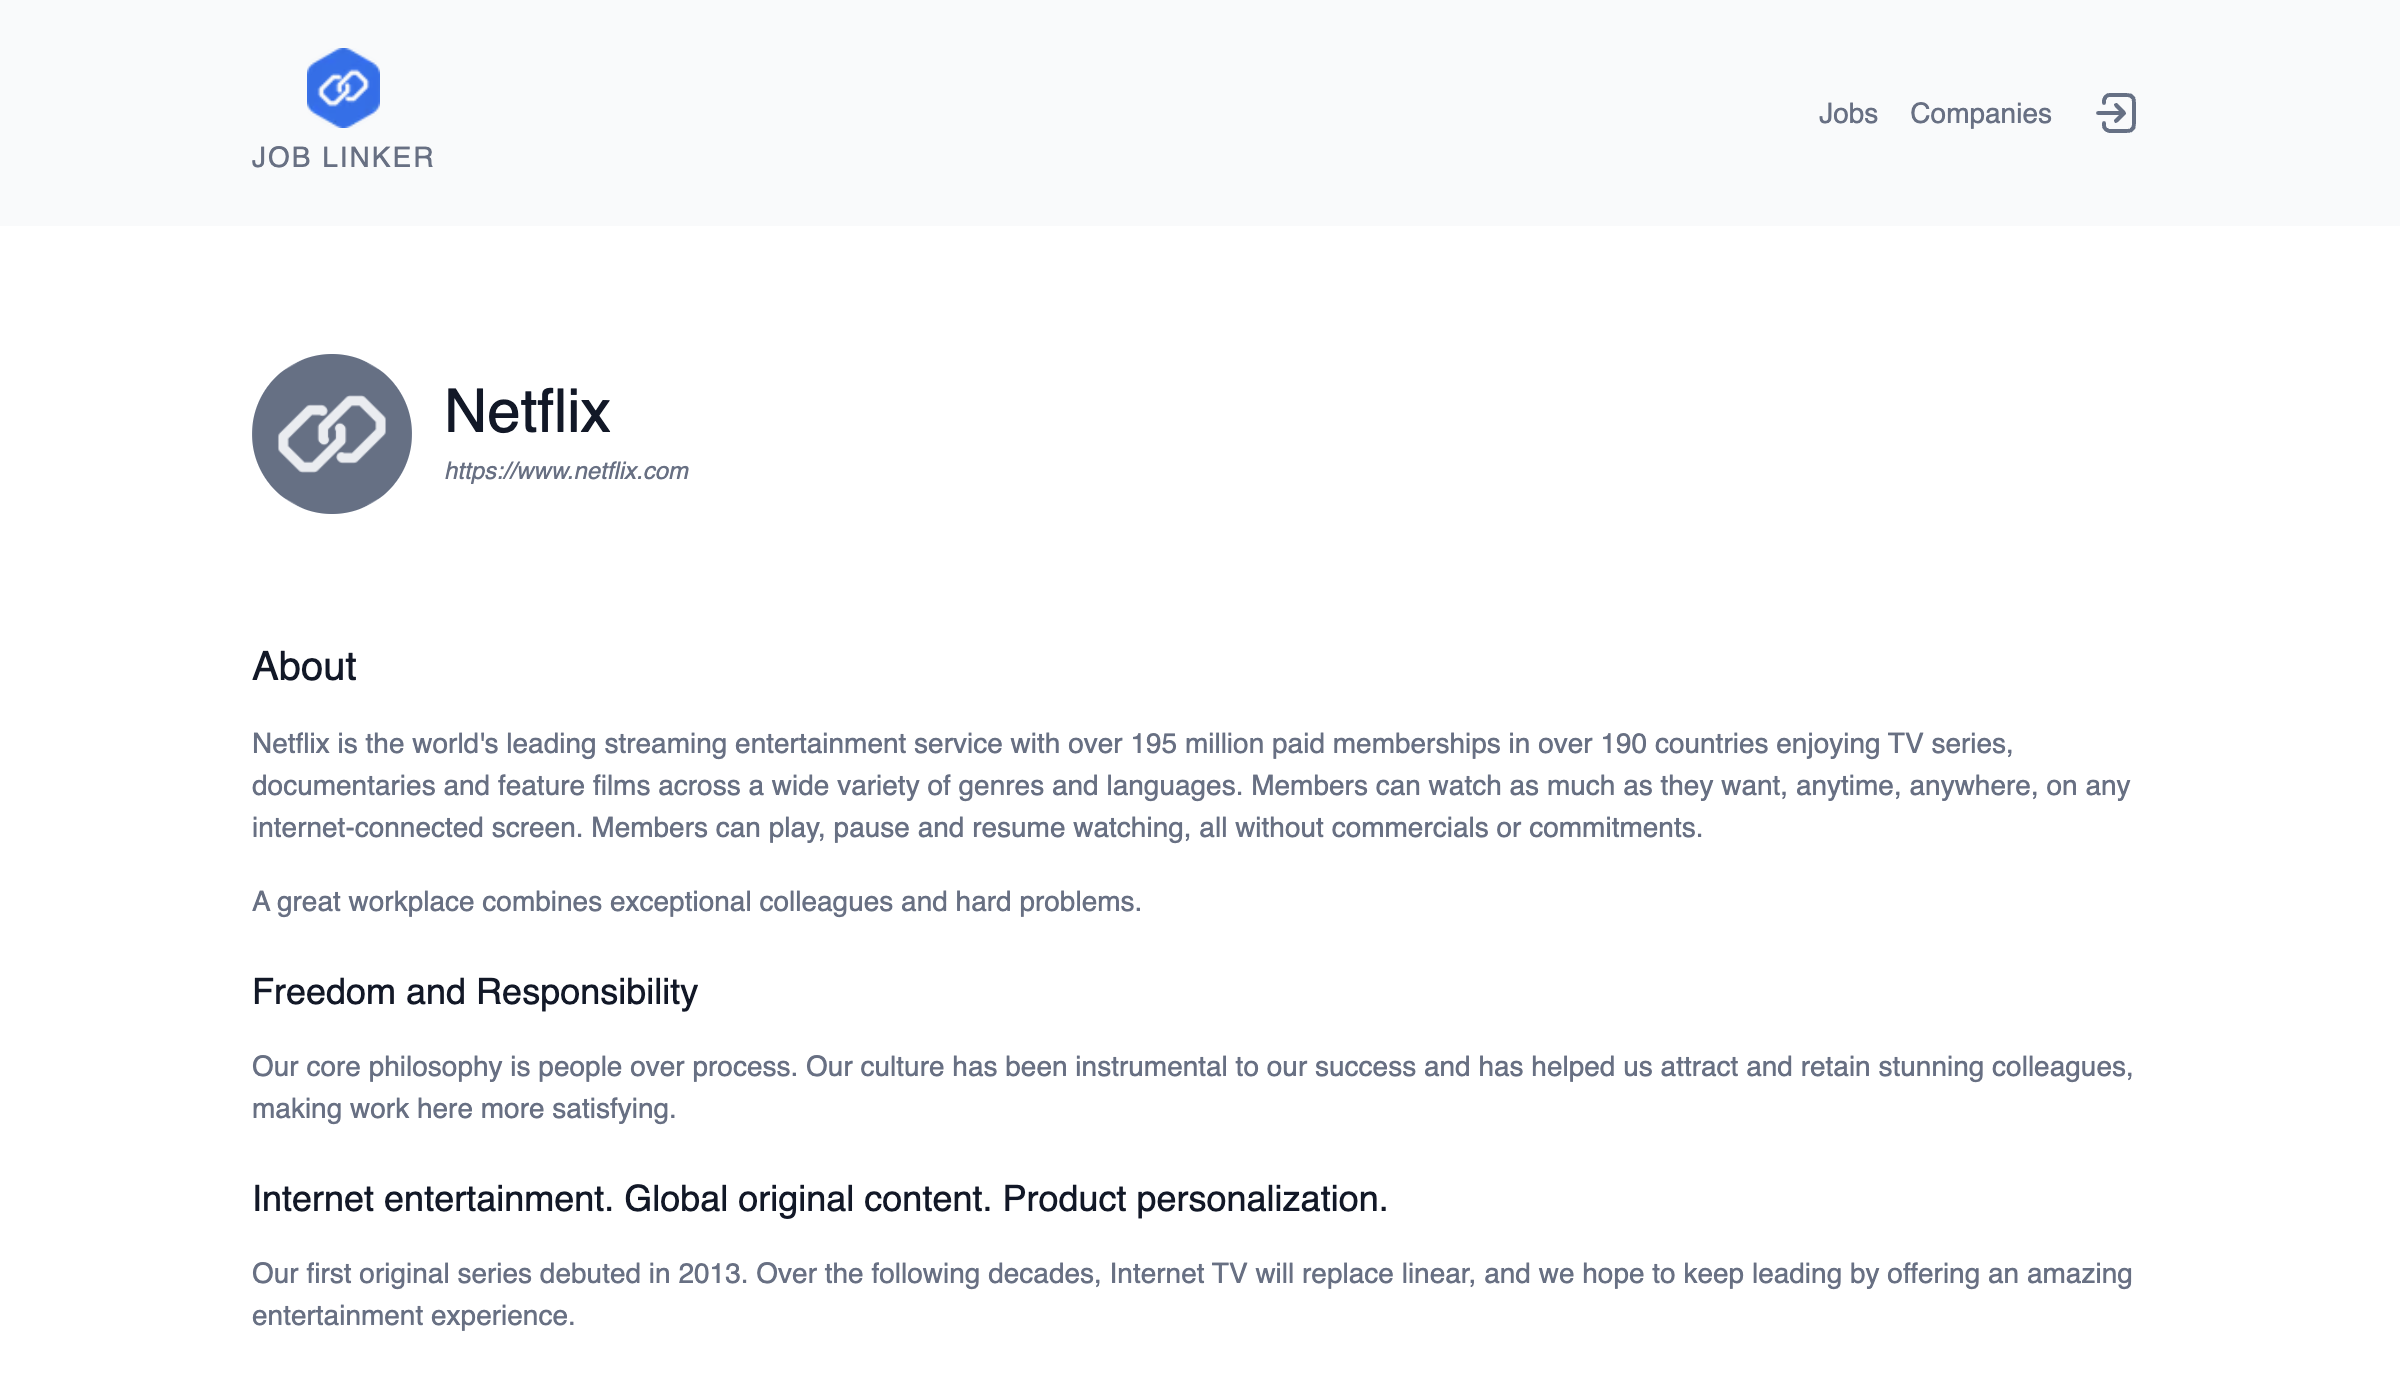 JOB LINKER
Jobs
Companies
Netflix
https://www.netflix.com
About
Netflix is the world's leading streaming entertainment service with over 195 million paid memberships in over 190 countries enjoying TV series,
documentaries and feature films across a wide variety of genres and languages. Members can watch as much as they want, anytime, anywhere, on any
internet-connected screen. Members can play, pause and resume watching, all without commercials or commitments.
A great workplace combines exceptional colleagues and hard problems.
Freedom and Responsibility
Our core philosophy is people over process. Our culture has been instrumental to our success and has helped us attract and retain stunning colleagues,
making work here more satisfying.
Internet entertainment. Global original content. Product personalization.
Our first original series debuted in 2013. Over the following decades, Internet TV will replace linear, and we hope to keep leading by offering an amazing
entertainment experience.